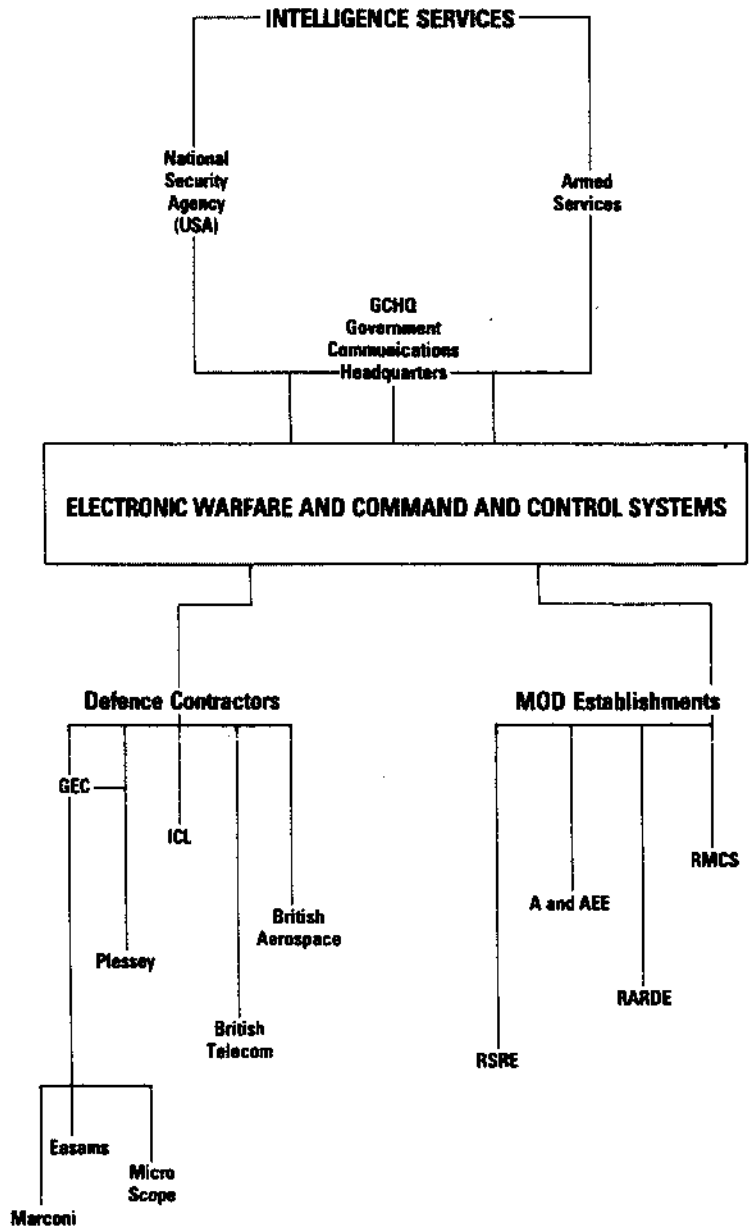 INTELLIGENCE SERVICES
National
Security
Agency
(USA)
Armed
Services
GCHQ
Government
Communications
Headquarters
ELECTRONIC WARFARE AND COMMAND AND CONTROL SYSTEMS
Defence Contractors
MOD Establishments
GEC
ICL
RMCS
A and AEE
British
Aerospace
Plessey
RARDE
British
Telecom
RSRE
Easams
Micro
Scope
Marconi